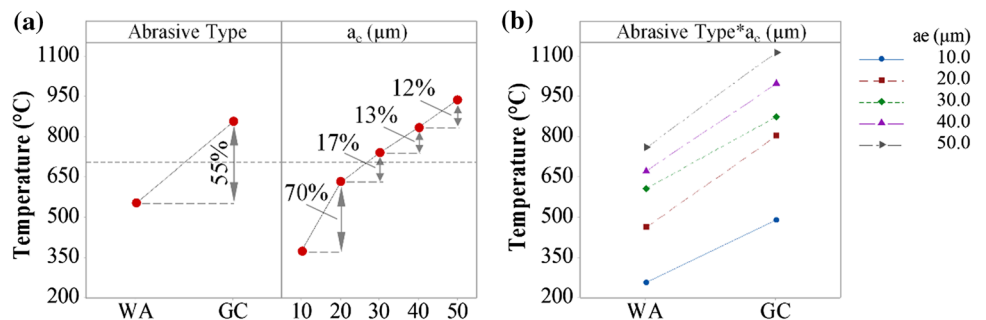 (a)
Abrasive Type
aₑ (µm)
Temperature (°C)
1100
950
800
650
500
350
200
55%
70%
17%
13%
12%
WA
GC
10
20
30
40
50
(b)
Abrasive Type*aₑ (µm)
Temperature (°C)
1100
950
800
650
500
350
200
WA
GC
ae (µm)
10.0
20.0
30.0
40.0
50.0